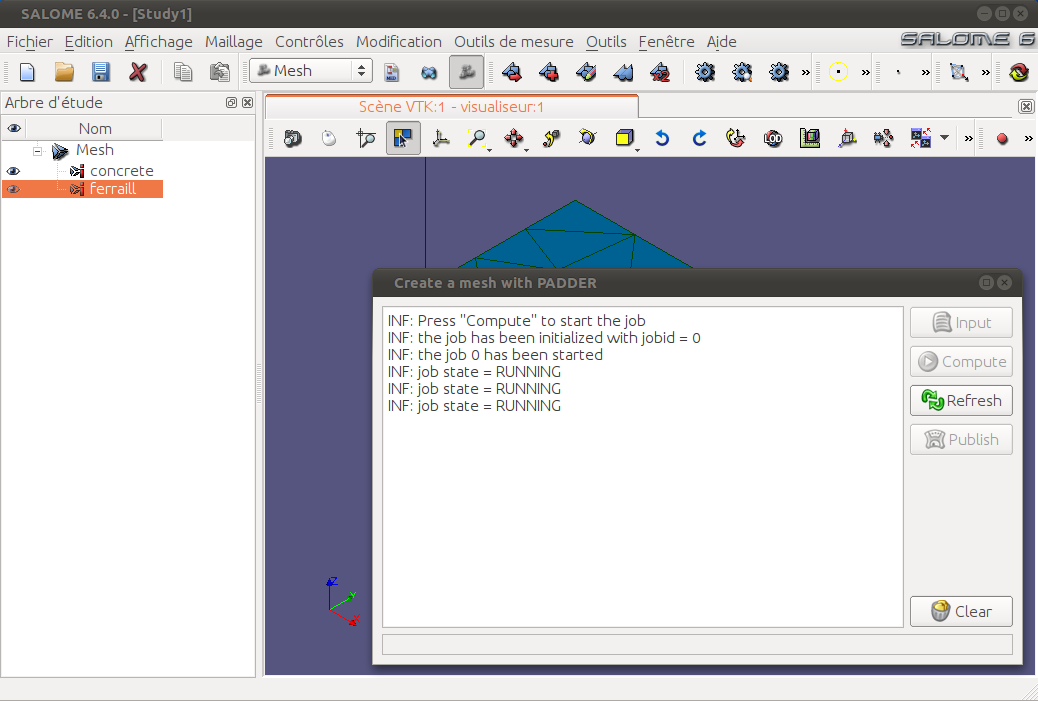 SALOME 6.4.0 - [Study1]
Fichier Edition Affichage Maillage Contrôles Modification Outils de mesure Outils Fenêtre Aide
SALOME 6
Mesh
Arbre d'étude
Scène VTK:1 - visualiseur:1
Nom
Mesh
concrete
ferraill
Create a mesh with PADDER
INF: Press "Compute" to start the job
INF: the job has been initialized with jobid = 0
INF: the job 0 has been started
INF: job state = RUNNING
INF: job state = RUNNING
INF: job state = RUNNING
Input
Compute
Refresh
Publish
Clear
Z
Y
X